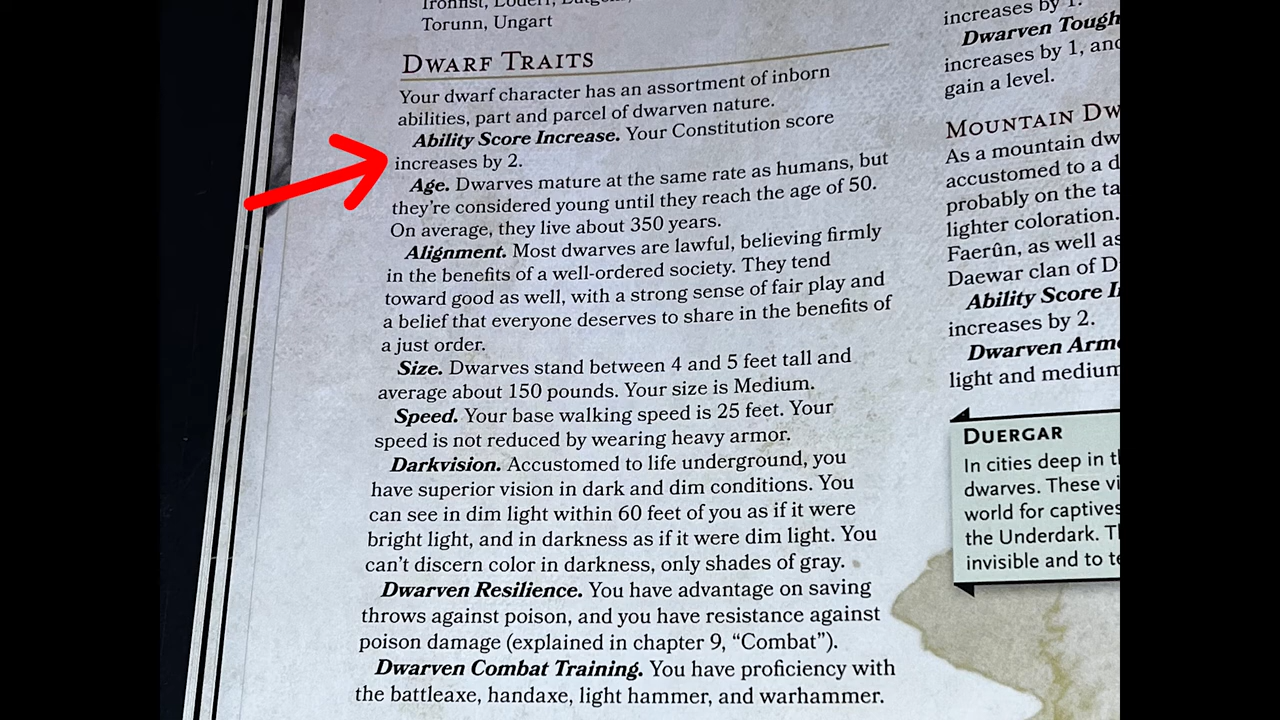 Torunn, Ungart
DWARF TRAITS
Your dwarf character has an assortment of inborn
abilities, part and parcel of dwarven nature.
Ability Score Increase. Your Constitution score
increases by 2.
Age. Dwarves mature at the same rate as humans, but
they're considered young until they reach the age of 50.
On average, they live about 350 years.
Alignment. Most dwarves are lawful, believing firmly
in the benefits of a well-ordered society. They tend
toward good as well, with a strong sense of fair play and
a belief that everyone deserves to share in the benefits of
a just order.
Size. Dwarves stand between 4 and 5 feet tall and
average about 150 pounds. Your size is Medium.
Speed. Your base walking speed is 25 feet. Your
speed is not reduced by wearing heavy armor.
Darkvision. Accustomed to life underground, you
have superior vision in dark and dim conditions. You
can see in dim light within 60 feet of you as if it were
bright light, and in darkness as if it were dim light. You
can't discern color in darkness, only shades of gray.
Dwarven Resilience. You have advantage on saving
throws against poison, and you have resistance against
poison damage (explained in chapter 9, “Combat”).
Dwarven Combat Training. You have proficiency with
the battleaxe, handaxe, light hammer, and warhammer.
increases by 1.
Dwarven Tough
increases by 1, and
gain a level.
MOUNTAIN DW
As a mountain dw
accustomed to a d
probably on the ta
lighter coloration.
Faerûn, as well as
Daewar clan of D
Ability Score I
increases by 2.
Dwarven Arm
light and medium
DUERGAR
In cities deep in t
dwarves. These vi
world for captives
the Underdark. T
invisible and to te